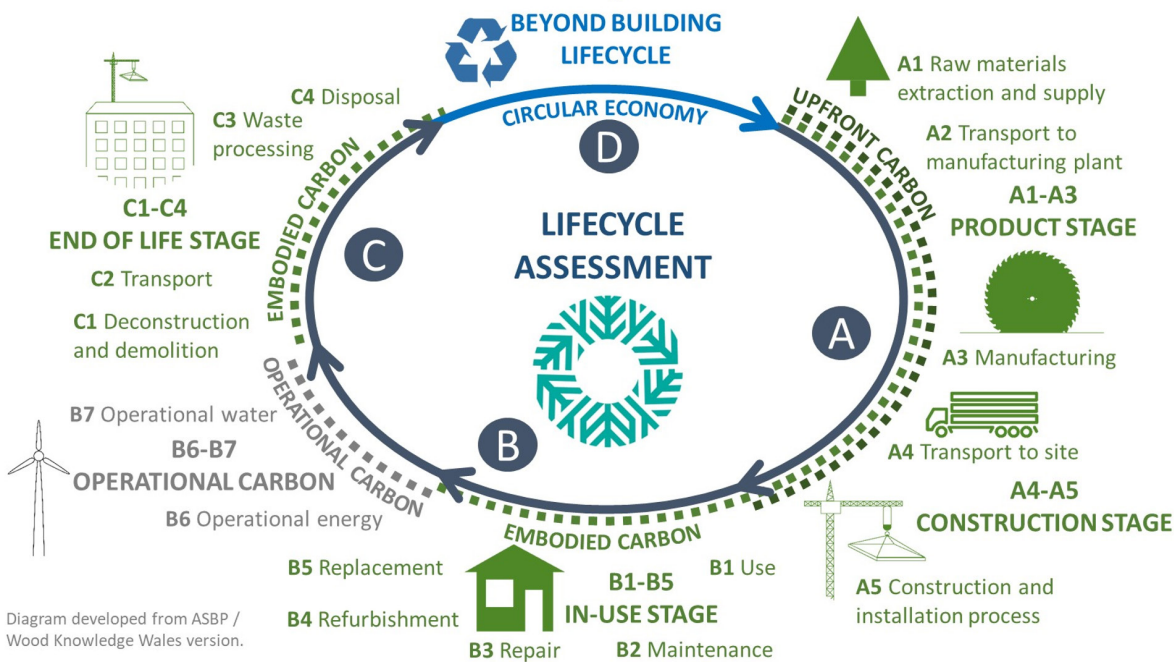 BEYOND BUILDING
LIFECYCLE
CIRCULAR ECONOMY
D
LIFECYCLE
ASSESSMENT
UPFRONT CARBON
A1 Raw materials
extraction and supply
A2 Transport to
manufacturing plant
A1-A3
PRODUCT STAGE
A
A3 Manufacturing
A4 Transport to site
A4-A5
CONSTRUCTION STAGE
A5 Construction and
installation process
EMBODIED CARBON
B
B1 Use
B1-B5
IN-USE STAGE
B2 Maintenance
B3 Repair
B4 Refurbishment
B5 Replacement
OPERATIONAL CARBON
B6 Operational energy
B6-B7
OPERATIONAL CARBON
B7 Operational water
EMBODIED CARBON
C
C1 Deconstruction
and demolition
C2 Transport
C1-C4
END OF LIFE STAGE
C3 Waste
processing
C4 Disposal
Diagram developed from ASBP /
Wood Knowledge Wales version.